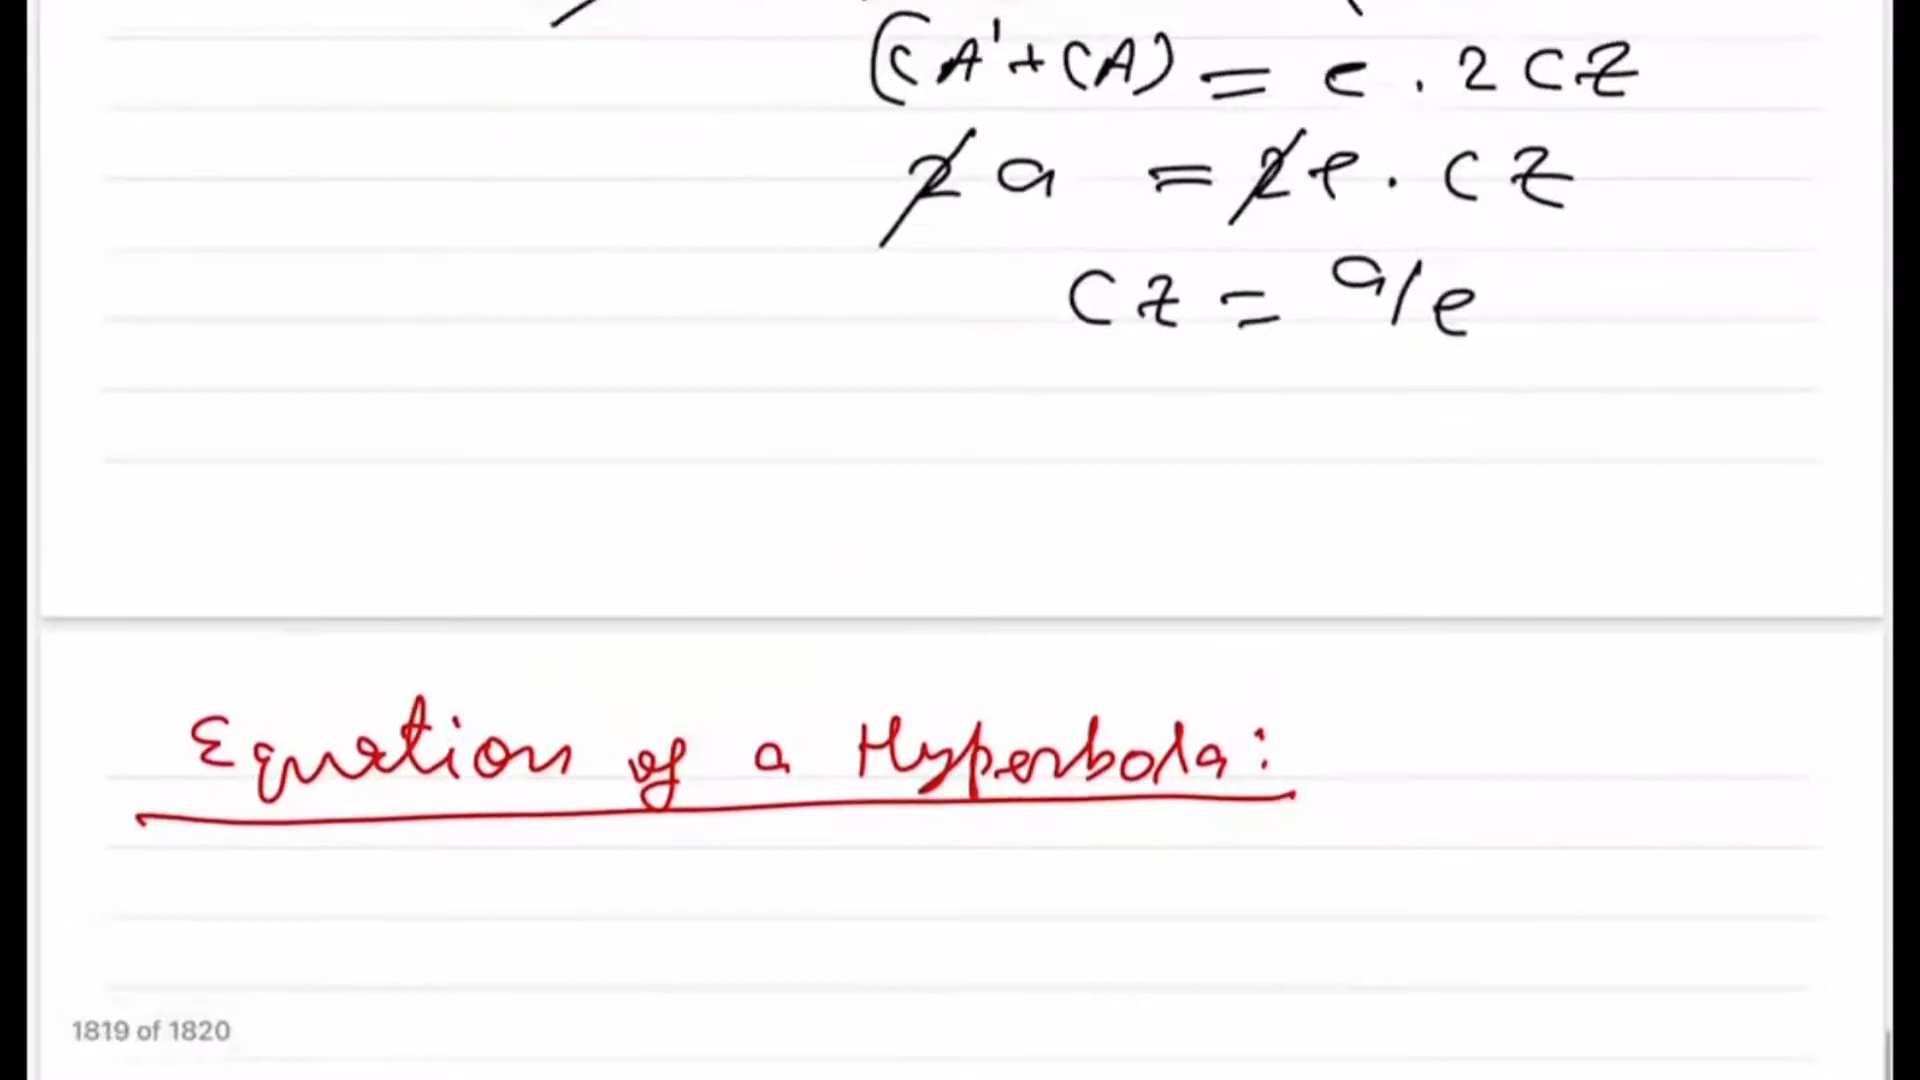 (CA'+CA) = e . 2CZ
2a = 2e . CZ
CZ = a/e
Equation of a Hyperbola:
1819 of 1820